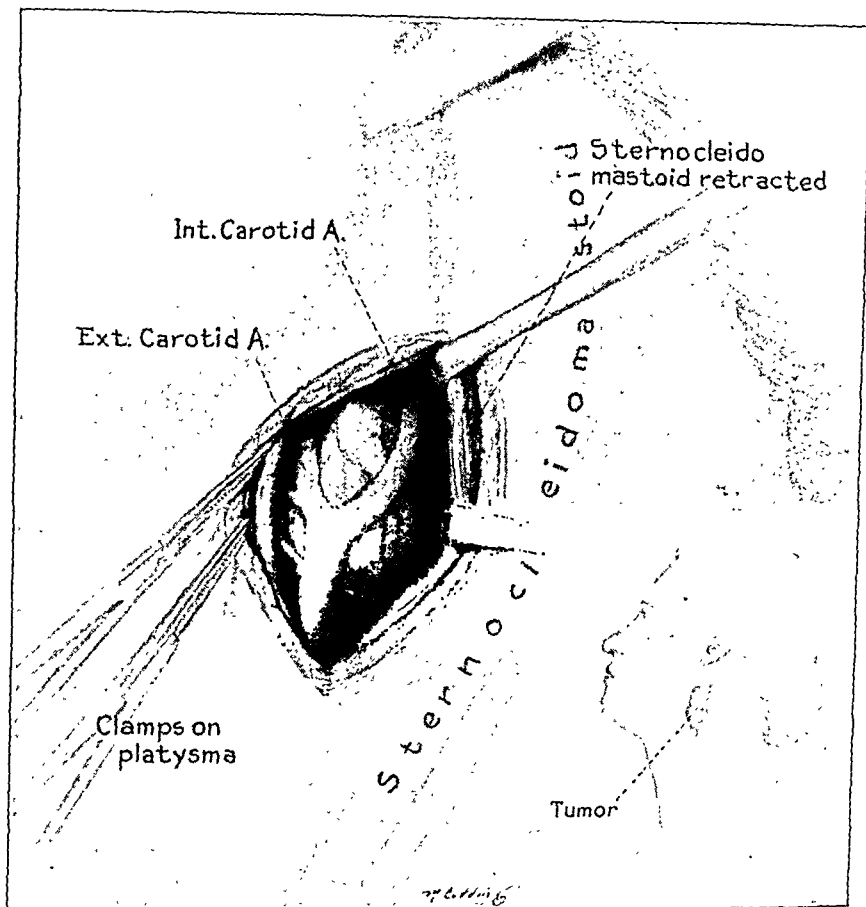 Sternocleido
mastoid retracted
Int. Carotid A.
Ext. Carotid A.
Sternocleidomastoid
Clamps on
platysma
Tumor